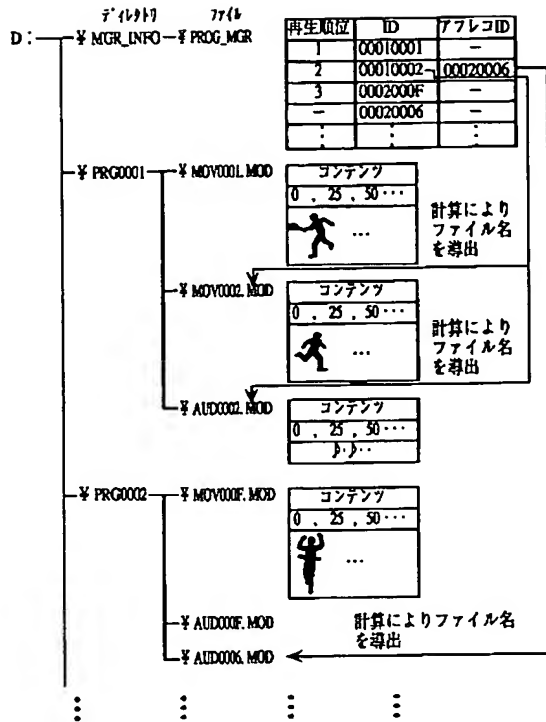 ディレクトリ ファイル
D: ¥ MGR_INFO ¥ PROG_MGR
再生順位 ID アフレコID
1 00010001 —
2 00010002 00020006
3 0002000F —
— 00020006 —
¥ PRG0001 ¥ MOV0001.MOD
コンテンツ
0 , 25 , 50 ･･･
...
計算により
ファイル名
を導出
¥ MOV0002.MOD
コンテンツ
0 , 25 , 50 ･･･
...
計算により
ファイル名
を導出
¥ AUD0002.MOD
コンテンツ
0 , 25 , 50 ･･･
¥ PRG0002 ¥ MOV000F.MOD
コンテンツ
0 , 25 , 50 ･･･
...
¥ AUD000F.MOD
計算によりファイル名
を導出
¥ AUD0006.MOD